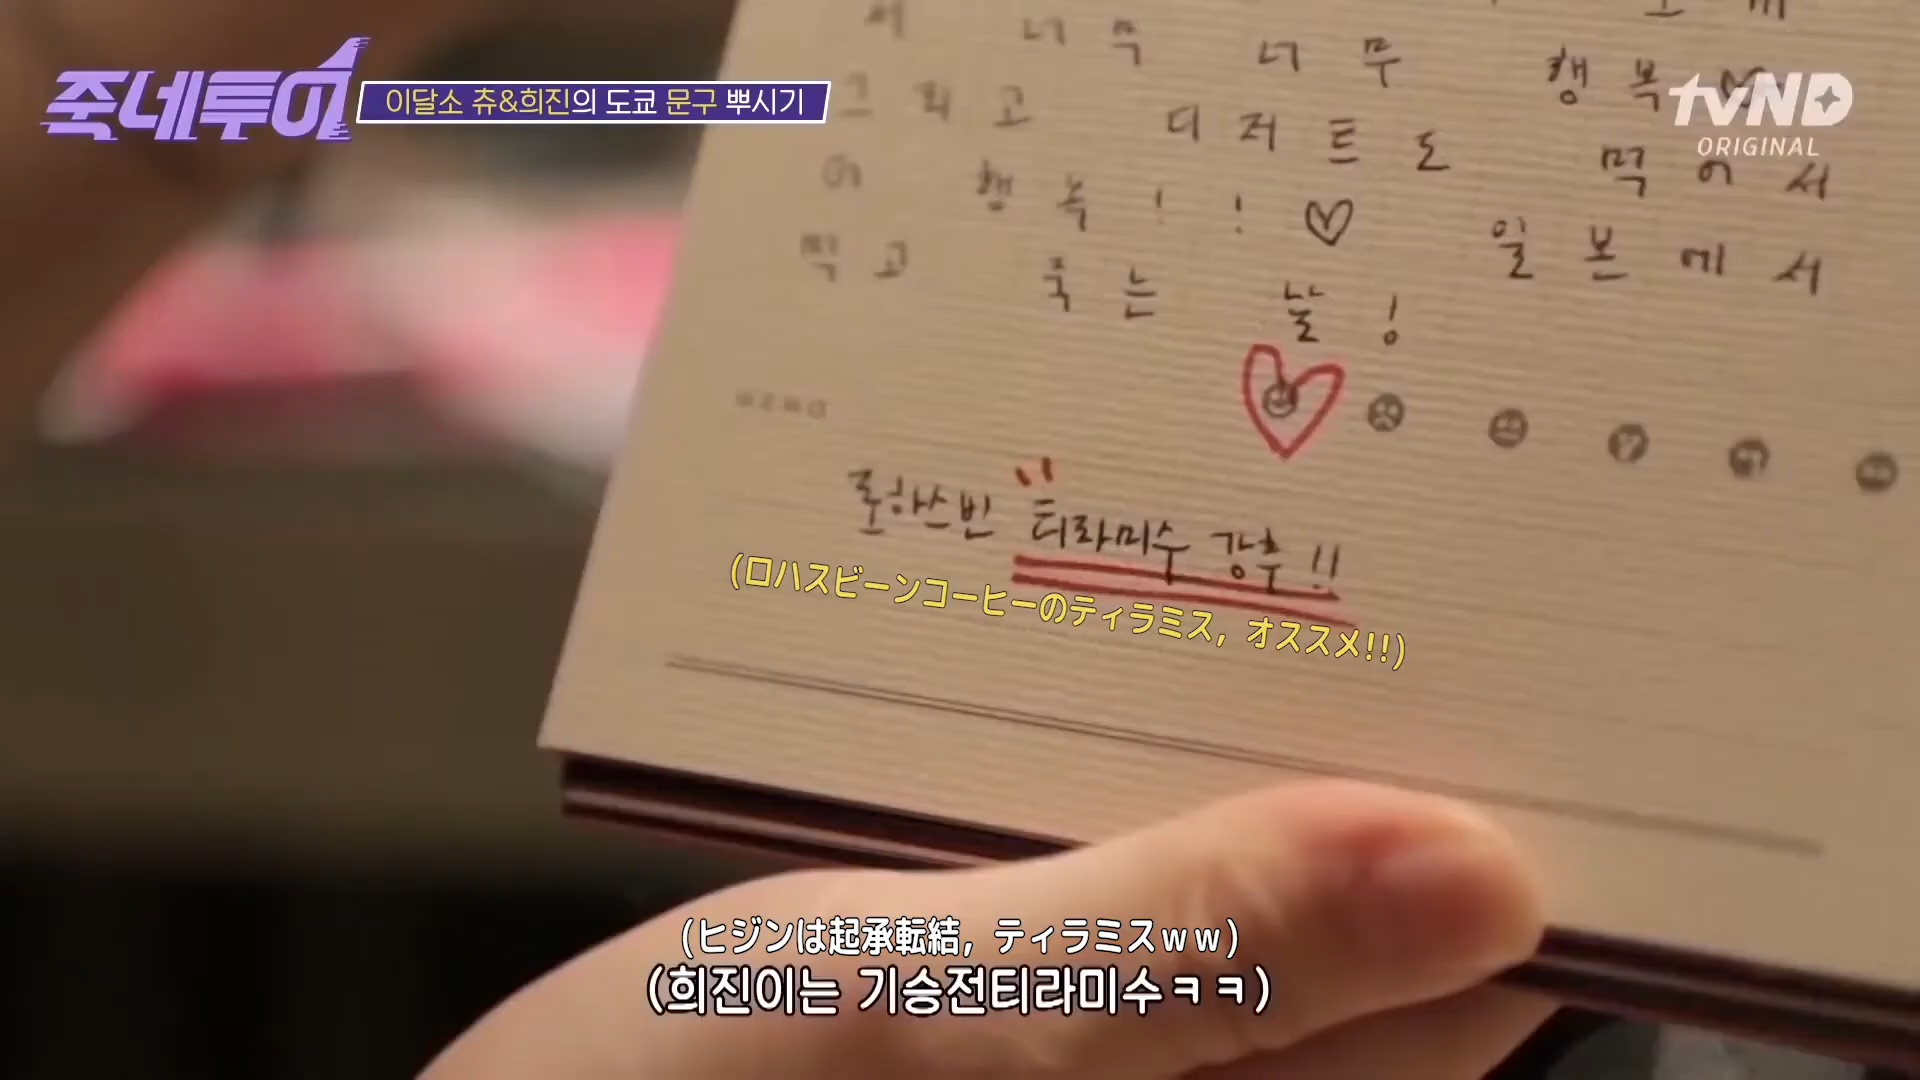 죽네투어
이달소 츄&희진의 도쿄 문구 뿌시기
tvND
ORIGINAL
서 너무 너무 행복
그리고 디저트도 먹어서
행복!! ♡ 일본에서
먹고 죽는 날!
로하스빈 "티라미수 강추!!
(ロハスビーンコーヒーのティラミス, オススメ!!)
(ヒジンは起承転結, ティラミスｗｗ)
(희진이는 기승전티라미수ㅋㅋ)